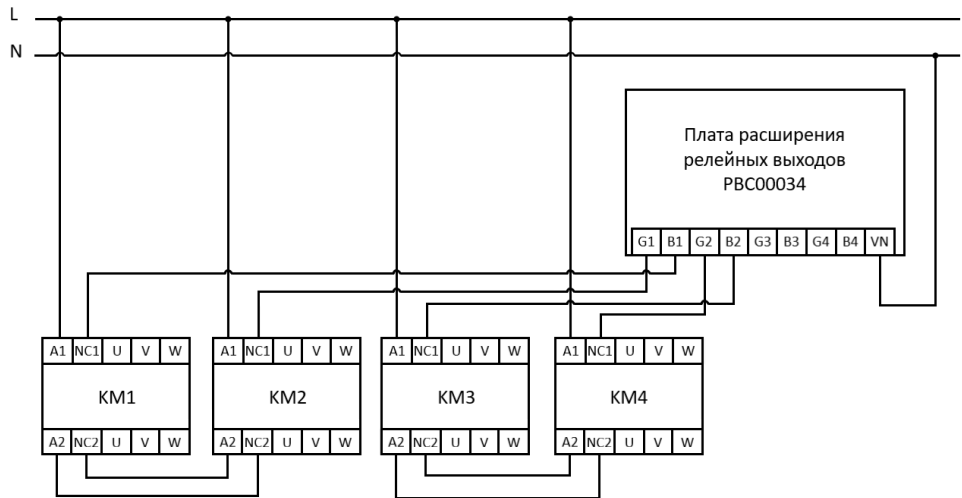 L
N
Плата расширения
релейных выходов
PBC00034
G1 B1 G2 B2 G3 B3 G4 B4 VN
A1 NC1 U V W
A1 NC1 U V W
A1 NC1 U V W
A1 NC1 U V W
KM1
KM2
KM3
KM4
A2 NC2 U V W
A2 NC2 U V W
A2 NC2 U V W
A2 NC2 U V W